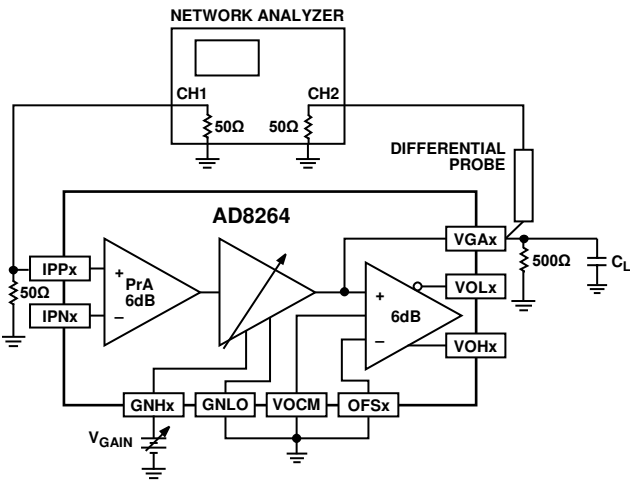 NETWORK ANALYZER
CH1
CH2
50Ω
50Ω
DIFFERENTIAL
PROBE
AD8264
VGAx
IPPx
+
PrA
6dB
–
50Ω
IPNx
+
6dB
–
500Ω
CL
VOLx
VOHx
GNHx
GNLO
VOCM
OFSx
VGAIN